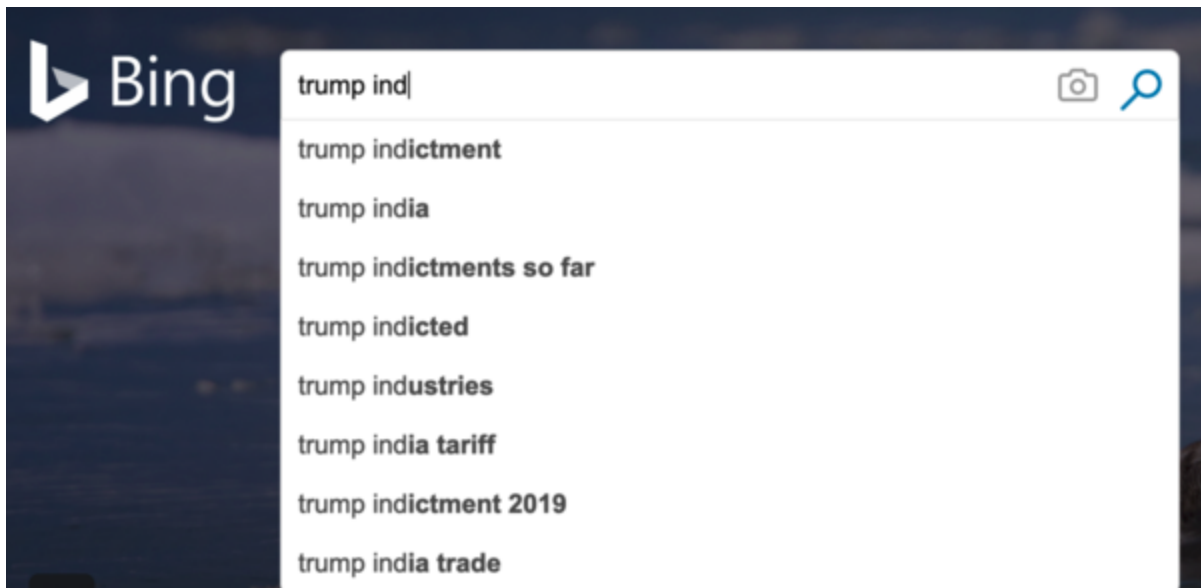 Bing
trump ind
trump indictment
trump india
trump indictments so far
trump indicted
trump industries
trump india tariff
trump indictment 2019
trump india trade